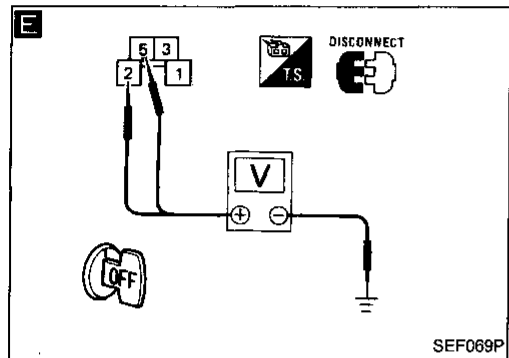 E
DISCONNECT
5 3
2 1
T.S.
V
+ −
OFF
SEF069P